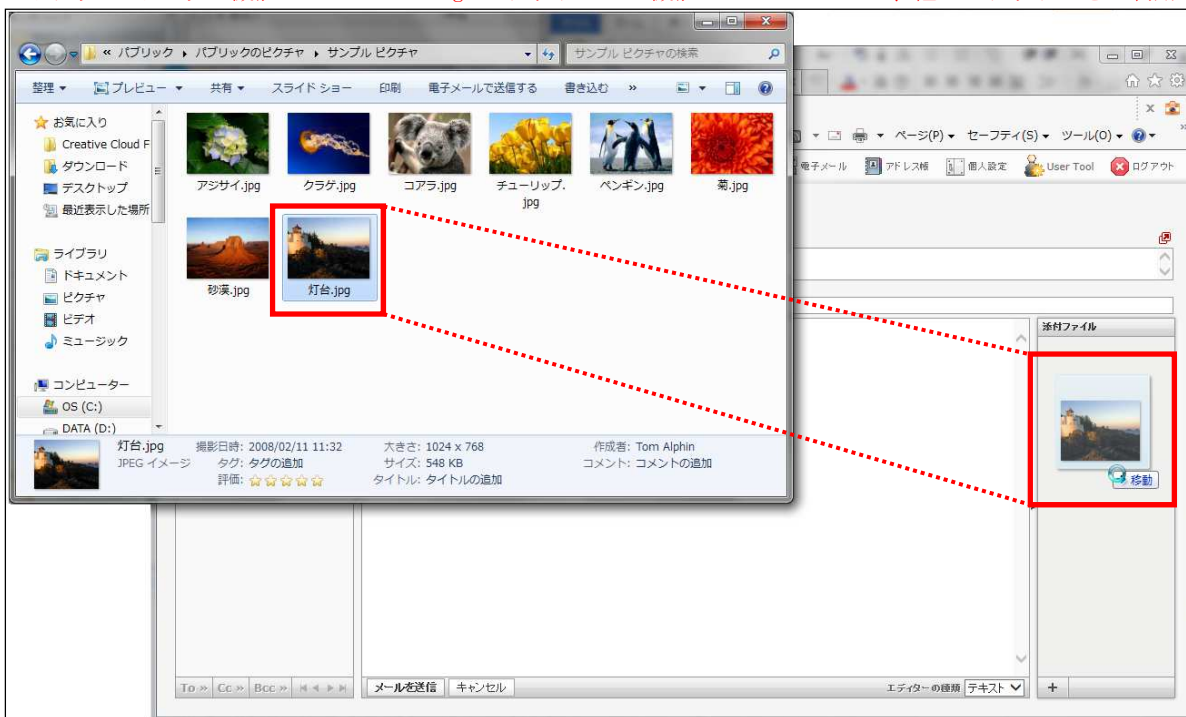 « パブリック ▸ パブリックのピクチャ ▸ サンプル ピクチャ
サンプル ピクチャの検索
整理 ▼ プレビュー ▼ 共有 ▼ スライド ショー 印刷 電子メールで送信する 書き込む »
お気に入り
Creative Cloud F
ダウンロード
デスクトップ
最近表示した場所
ライブラリ
ドキュメント
ピクチャ
ビデオ
ミュージック
コンピューター
OS (C:)
DATA (D:)
アジサイ.jpg
クラゲ.jpg
コアラ.jpg
チューリップ.
jpg
ペンギン.jpg
菊.jpg
砂漠.jpg
灯台.jpg
灯台.jpg 撮影日時: 2008/02/11 11:32 大きさ: 1024 x 768 作成者: Tom Alphin
JPEG イメージ タグ: タグの追加 サイズ: 548 KB コメント: コメントの追加
評価: ☆☆☆☆☆ タイトル: タイトルの追加
ページ(P) ▼ セーフティ(S) ▼ ツール(O) ▼
電子メール アドレス帳 個人設定 User Tool ログアウト
添付ファイル
移動
To » Cc » Bcc »
メールを送信 キャンセル
エディターの種類 テキスト
+